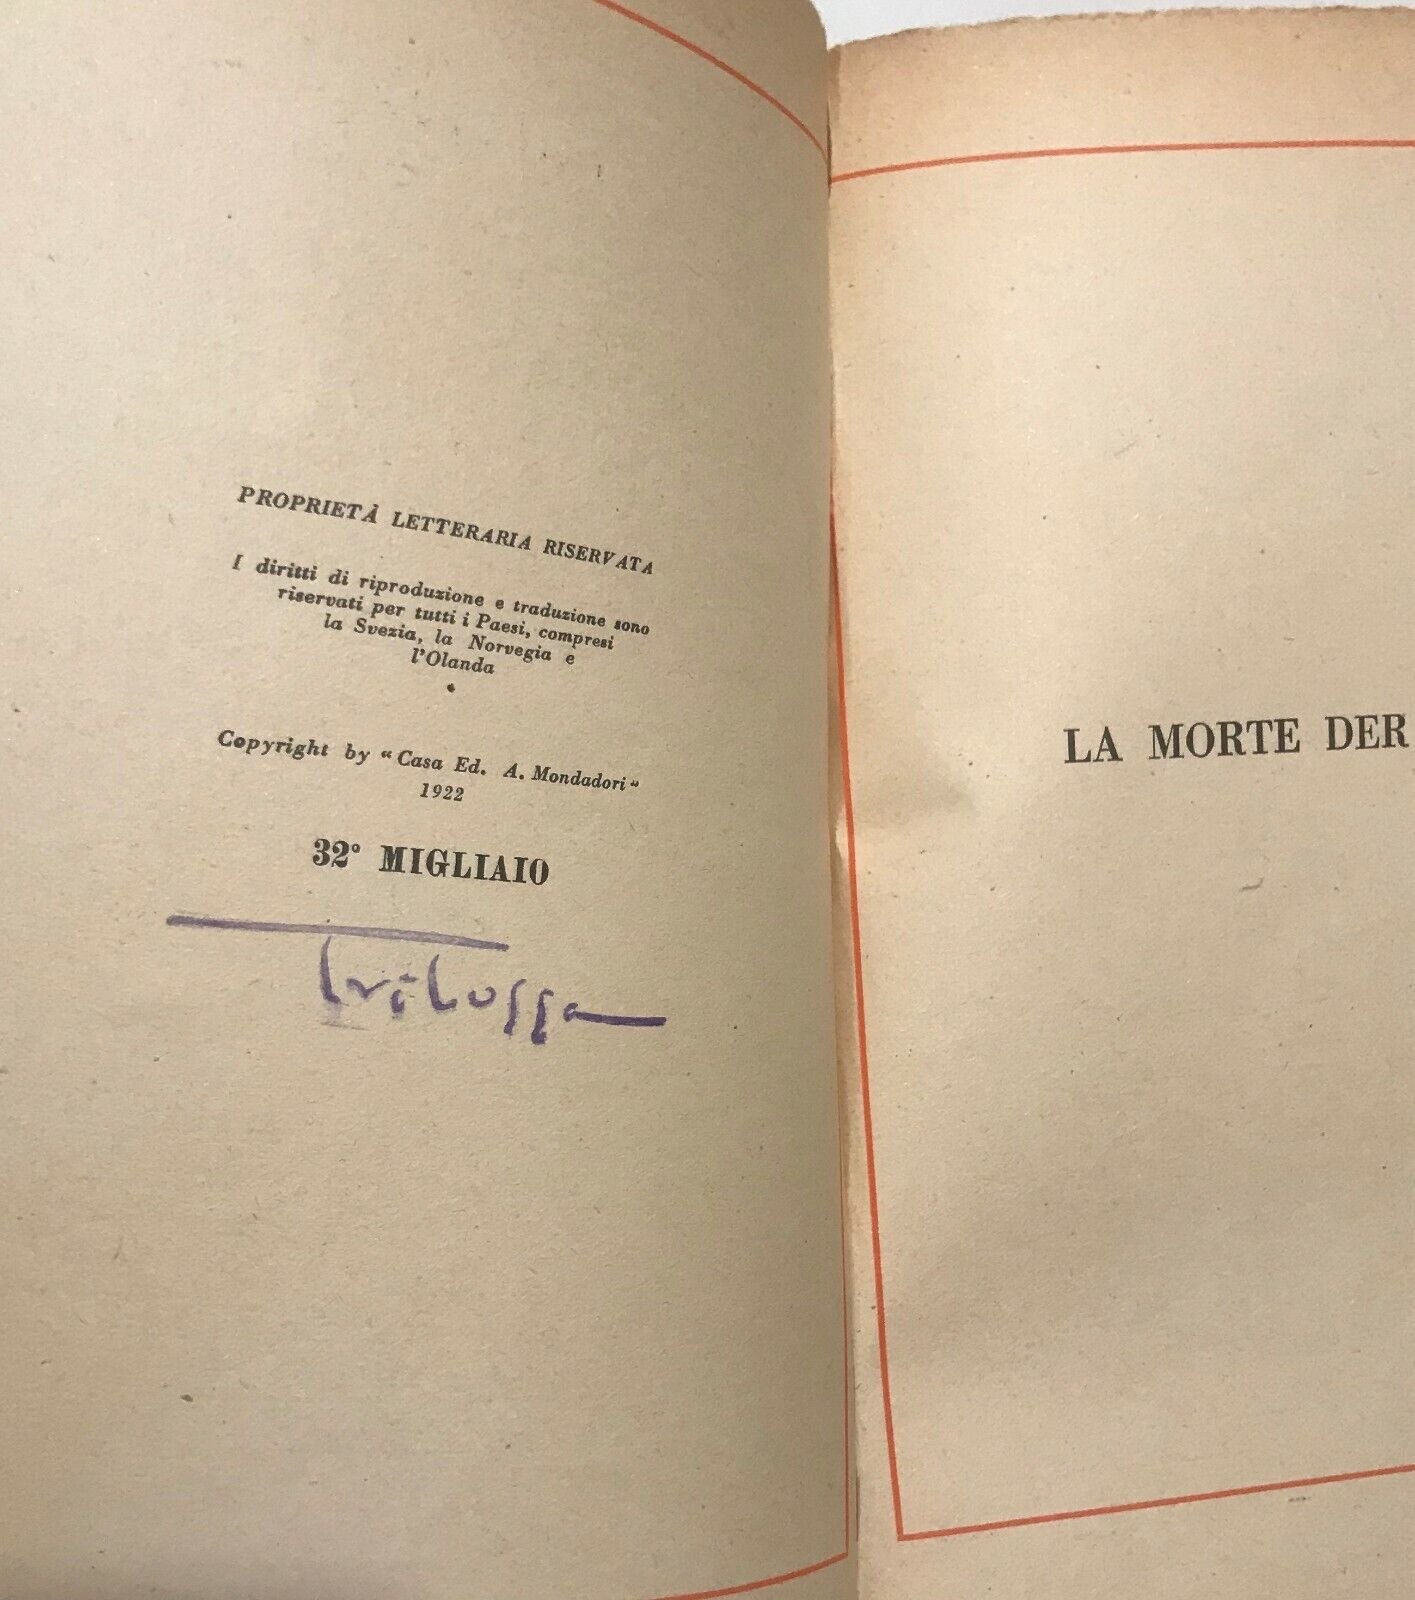 PROPRIETÀ LETTERARIA RISERVATA
I diritti di riproduzione e traduzione sono
riservati per tutti i Paesi, compresi
la Svezia, la Norvegia e
l'Olanda
Copyright by “Casa Ed. A. Mondadori”
1922
32° MIGLIAIO
Trilussa
LA MORTE DER